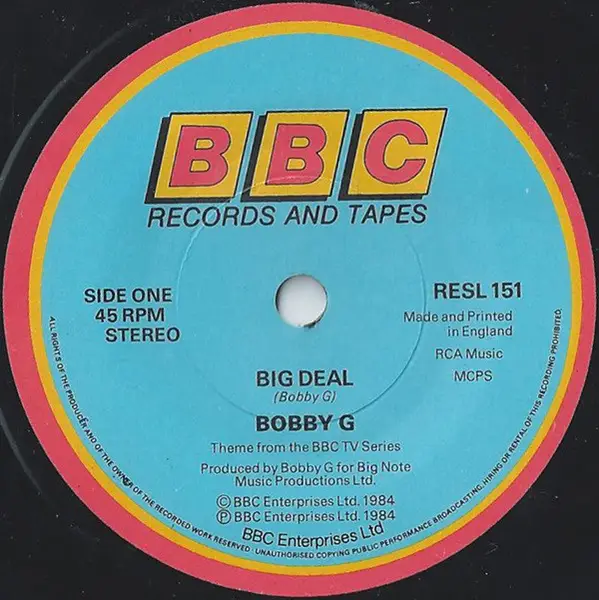 BBC
RECORDS AND TAPES
SIDE ONE
45 RPM
STEREO
RESL 151
Made and Printed
in England
RCA Music
MCPS
BIG DEAL
(Bobby G)
BOBBY G
Theme from the BBC TV Series
Produced by Bobby G for Big Note
Music Productions Ltd.
© BBC Enterprises Ltd. 1984
℗ BBC Enterprises Ltd. 1984
BBC Enterprises Ltd
ALL RIGHTS OF THE PRODUCER AND OF THE OWNER OF THE RECORDED WORK RESERVED · UNAUTHORISED COPYING PUBLIC PERFORMANCE BROADCASTING, HIRING OR RENTAL OF THIS RECORDING PROHIBITED.